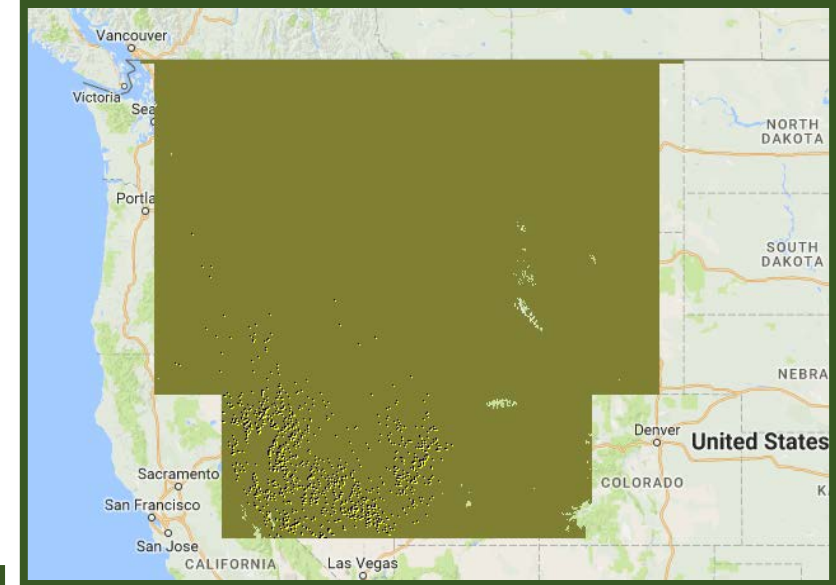 Vancouver
Victoria
Sea
NORTH
DAKOTA
Portla
SOUTH
DAKOTA
NEBRA
Denver
United States
Sacramento
COLORADO
K
San Francisco
San Jose
CALIFORNIA
Las Vegas